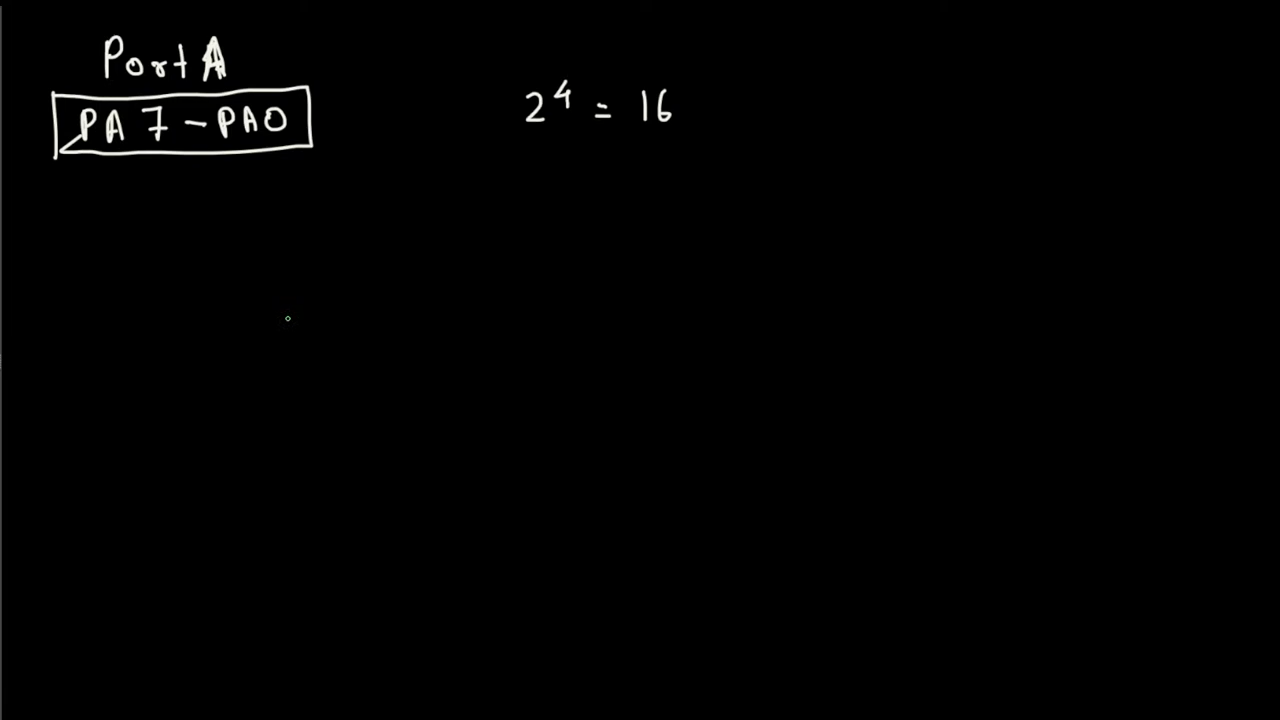 Port A
PA 7 - PA0
2⁴ = 16